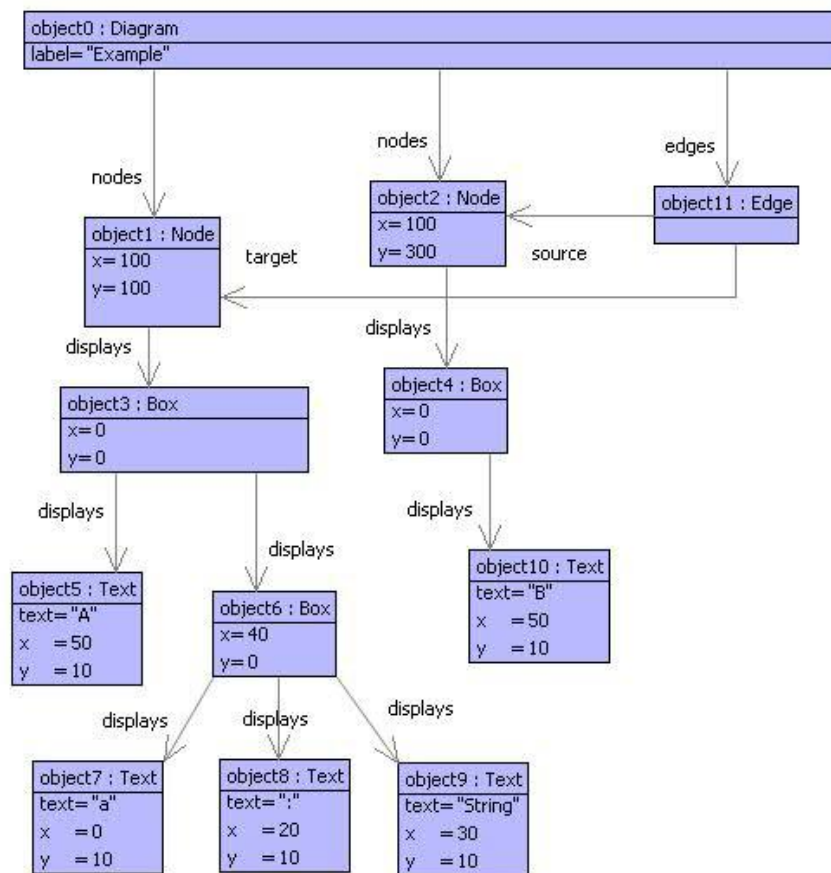 object0 : Diagram
label="Example"
nodes
nodes
edges
object1 : Node
x=100
y=100
object2 : Node
x=100
y=300
object11 : Edge
target
source
displays
displays
object3 : Box
x=0
y=0
object4 : Box
x=0
y=0
displays
displays
displays
object5 : Text
text="A"
x =50
y =10
object6 : Box
x=40
y=0
object10 : Text
text="B"
x =50
y =10
displays
displays
displays
object7 : Text
text="a"
x =0
y =10
object8 : Text
text=":"
x =20
y =10
object9 : Text
text="String"
x =30
y =10